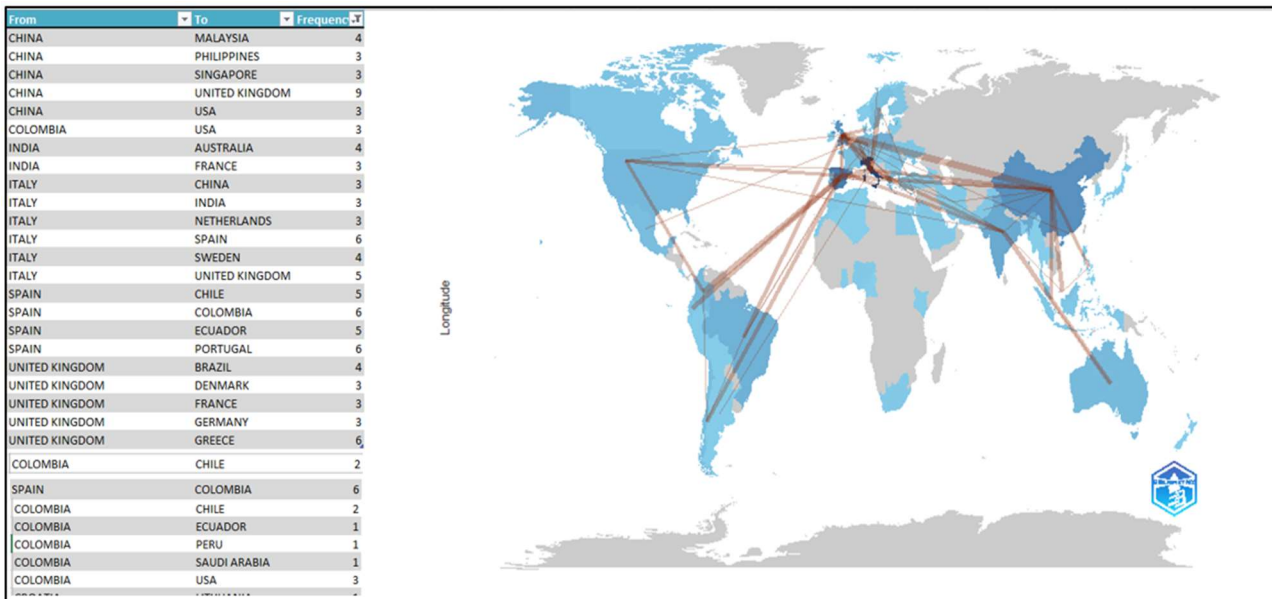 From To Frequenc
CHINA MALAYSIA 4
CHINA PHILIPPINES 3
CHINA SINGAPORE 3
CHINA UNITED KINGDOM 9
CHINA USA 3
COLOMBIA USA 3
INDIA AUSTRALIA 4
INDIA FRANCE 3
ITALY CHINA 3
ITALY INDIA 3
ITALY NETHERLANDS 3
ITALY SPAIN 6
ITALY SWEDEN 4
ITALY UNITED KINGDOM 5
SPAIN CHILE 5
SPAIN COLOMBIA 6
SPAIN ECUADOR 5
SPAIN PORTUGAL 6
UNITED KINGDOM BRAZIL 4
UNITED KINGDOM DENMARK 3
UNITED KINGDOM FRANCE 3
UNITED KINGDOM GERMANY 3
UNITED KINGDOM GREECE 6
COLOMBIA CHILE 2
SPAIN COLOMBIA 6
COLOMBIA CHILE 2
COLOMBIA ECUADOR 1
COLOMBIA PERU 1
COLOMBIA SAUDI ARABIA 1
COLOMBIA USA 3
Longitude